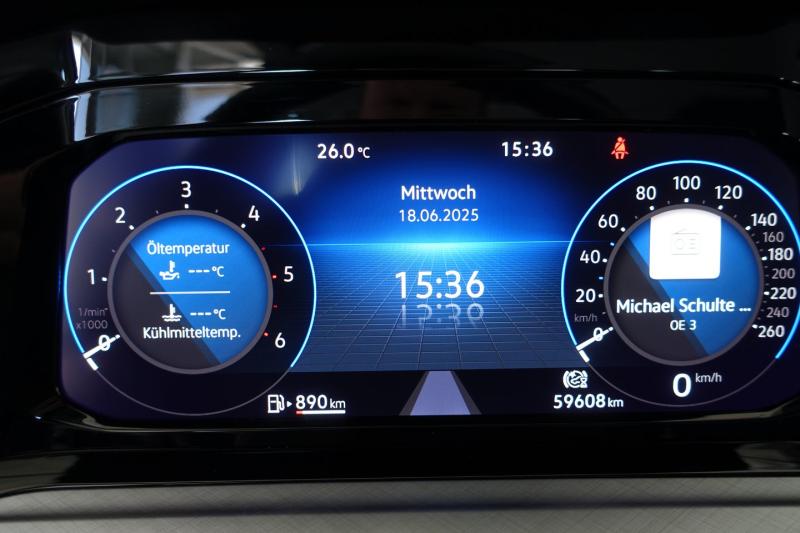 26.0 °C
15:36
Mittwoch
18.06.2025
15:36
0
1
2
3
4
5
6
1/min
x1000
Öltemperatur
--- °C
--- °C
Kühlmitteltemp.
0
20
40
60
80
100
120
140
160
180
200
220
240
260
km/h
OE3
Michael Schulte ...
OE 3
0 km/h
890 km
59608 km